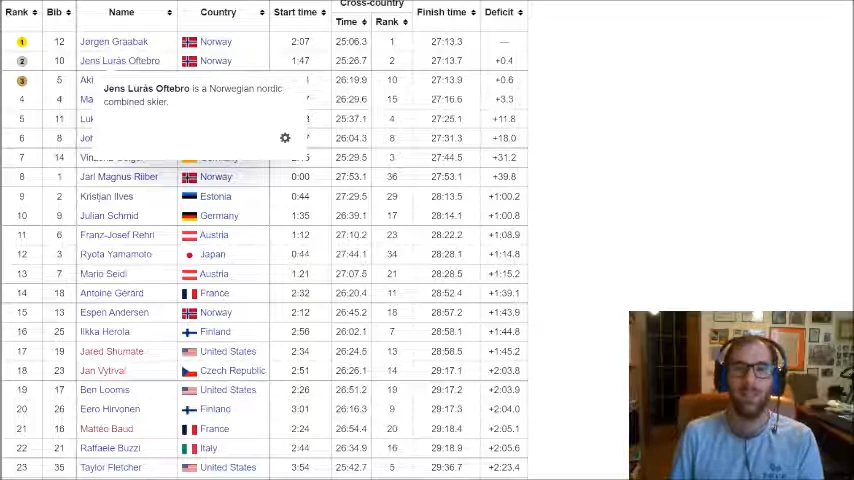 Cross-country
Rank Bib Name Country Start time Finish time Deficit
Time Rank
1 12 Jørgen Graabak Norway 2:07 25:06.3 1 27:13.3 —
2 10 Jens Lurås Oftebro Norway 1:47 25:26.7 2 27:13.7 +0.4
3 5 Aki 26:19.9 10 27:13.9 +0.6
Jens Lurås Oftebro is a Norwegian nordic
combined skier.
4 4 Ma 26:29.6 15 27:16.6 +3.3
5 11 Luk 25:37.1 4 27:25.1 +11.8
6 8 Joh 26:04.3 8 27:31.3 +18.0
7 14 25:29.5 3 27:44.5 +31.2
8 1 Jarl Magnus Riiber Norway 0:00 27:53.1 36 27:53.1 +39.8
9 2 Kristjan Ilves Estonia 0:44 27:29.5 29 28:13.5 +1:00.2
10 9 Julian Schmid Germany 1:35 26:39.1 17 28:14.1 +1:00.8
11 6 Franz-Josef Rehrl Austria 1:12 27:10.2 23 28:22.2 +1:08.9
12 3 Ryota Yamamoto Japan 0:44 27:44.1 34 28:28.1 +1:14.8
13 7 Mario Seidl Austria 1:21 27:07.5 21 28:28.5 +1:15.2
14 18 Antoine Gérard France 2:32 26:20.4 11 28:52.4 +1:39.1
15 13 Espen Andersen Norway 2:12 26:45.2 18 28:57.2 +1:43.9
16 25 Ilkka Herola Finland 2:56 26:02.1 7 28:58.1 +1:44.8
17 19 Jared Shumate United States 2:34 26:24.5 13 28:58.5 +1:45.2
18 23 Jan Vytrval Czech Republic 2:51 26:26.1 14 29:17.1 +2:03.8
19 17 Ben Loomis United States 2:26 26:51.2 19 29:17.2 +2:03.9
20 26 Eero Hirvonen Finland 3:01 26:16.3 9 29:17.3 +2:04.0
21 16 Mattéo Baud France 2:24 26:54.4 20 29:18.4 +2:05.1
22 21 Raffaele Buzzi Italy 2:44 26:34.9 16 29:18.9 +2:05.6
23 35 Taylor Fletcher United States 3:54 25:42.7 5 29:36.7 +2:23.4